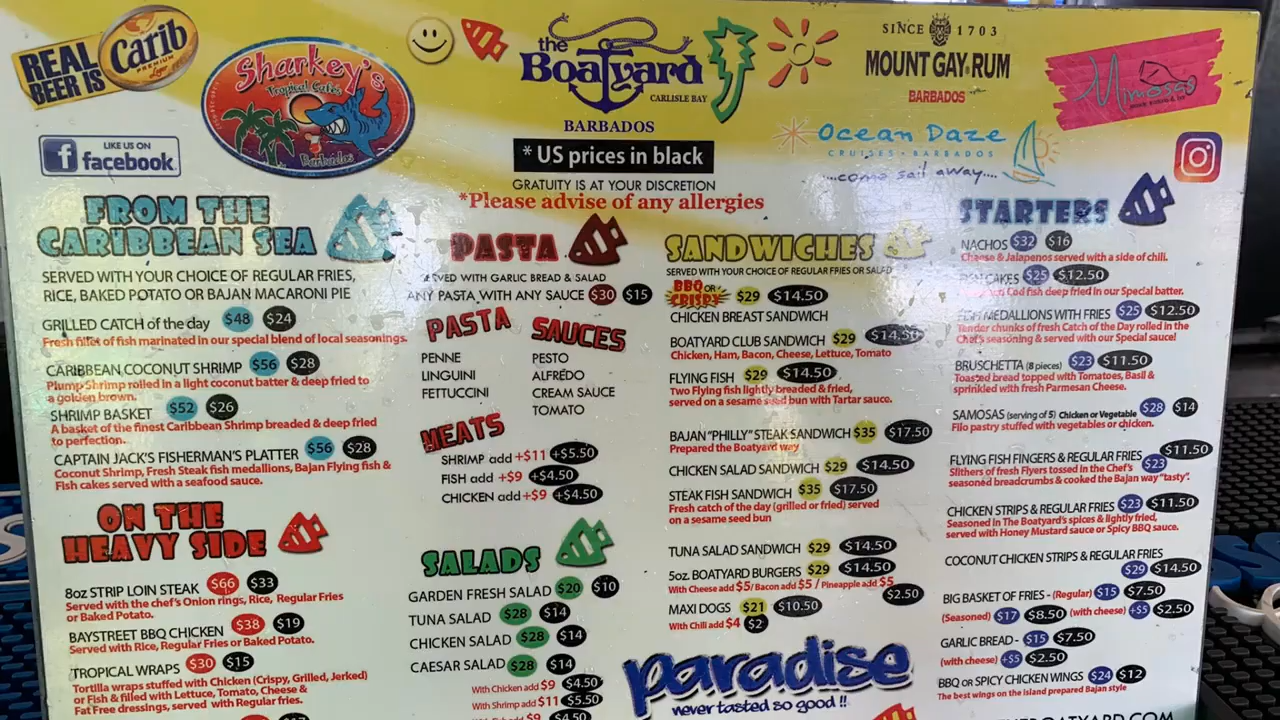 REAL
BEER IS
Carib
PREMIUM
Lager
Sharkey's
Tropical Cafe
Barbados
LIKE US ON
f facebook
the
Boatyard
CARLISLE BAY
BARBADOS
* US prices in black
GRATUITY IS AT YOUR DISCRETION
*Please advise of any allergies
SINCE 1703
MOUNT GAY RUM
BARBADOS
Mimosas
Ocean Daze
CRUISES • BARBADOS
....come sail away....
FROM THE
CARIBBEAN SEA
SERVED WITH YOUR CHOICE OF REGULAR FRIES,
RICE, BAKED POTATO OR BAJAN MACARONI PIE
GRILLED CATCH of the day $48 $24
Fresh fillet of fish marinated in our special blend of local seasonings.
CARIBBEAN COCONUT SHRIMP $56 $28
Plump Shrimp rolled in a light coconut batter & deep fried to
a golden brown.
SHRIMP BASKET $52 $26
A basket of the finest Caribbean Shrimp breaded & deep fried
to perfection.
CAPTAIN JACK'S FISHERMAN'S PLATTER $56 $28
Coconut Shrimp, Fresh Steak fish medallions, Bajan Flying fish &
Fish cakes served with a seafood sauce.
ON THE
HEAVY SIDE
8oz STRIP LOIN STEAK $66 $33
Served with the chef's Onion rings, Rice, Regular Fries
or Baked Potato.
BAYSTREET BBQ CHICKEN $38 $19
Served with Rice, Regular Fries or Baked Potato.
TROPICAL WRAPS $30 $15
Tortilla wraps stuffed with Chicken (Crispy, Grilled, Jerked)
or Fish & filled with Lettuce, Tomato, Cheese &
Fat Free dressings, served with Regular fries.
PASTA
SERVED WITH GARLIC BREAD & SALAD
ANY PASTA WITH ANY SAUCE $30 $15
PASTA
PENNE
LINGUINI
FETTUCCINI
SAUCES
PESTO
ALFREDO
CREAM SAUCE
TOMATO
MEATS
SHRIMP add +$11 +$5.50
FISH add +$9 +$4.50
CHICKEN add +$9 +$4.50
SALADS
GARDEN FRESH SALAD $20 $10
TUNA SALAD $28 $14
CHICKEN SALAD $28 $14
CAESAR SALAD $28 $14
With Chicken add $9 $4.50
With Shrimp add $11 $5.50
With Fish add $9 $4.50
SANDWICHES
SERVED WITH YOUR CHOICE OF REGULAR FRIES OR SALAD
BBQ OR
CRISPY $29 $14.50
CHICKEN BREAST SANDWICH
BOATYARD CLUB SANDWICH $29 $14.50
Chicken, Ham, Bacon, Cheese, Lettuce, Tomato
FLYING FISH $29 $14.50
Two Flying fish lightly breaded & fried,
served on a sesame seed bun with Tartar sauce.
BAJAN "PHILLY" STEAK SANDWICH $35 $17.50
Prepared the Boatyard way
CHICKEN SALAD SANDWICH $29 $14.50
STEAK FISH SANDWICH $35 $17.50
Fresh catch of the day (grilled or fried) served
on a sesame seed bun
TUNA SALAD SANDWICH $29 $14.50
5oz. BOATYARD BURGERS $29 $14.50
With Cheese add $5/ Bacon add $5 / Pineapple add $5
$2.50
MAXI DOGS $21 $10.50
With Chili add $4 $2
paradise
never tasted so good !!
STARTERS
NACHOS $32 $16
Cheese & Jalapenos served with a side of chili.
CAKES $25 $12.50
Cod fish deep fried in our Special batter.
MEDALLIONS WITH FRIES $25 $12.50
Tender chunks of fresh Catch of the Day rolled in the
Chef's seasoning & served with our Special sauce!
BRUSCHETTA (8 pieces) $23 $11.50
Toasted bread topped with Tomatoes, Basil &
sprinkled with fresh Parmesan Cheese.
SAMOSAS (serving of 5) Chicken or Vegetable $28 $14
Filo pastry stuffed with vegetables or chicken.
FLYING FISH FINGERS & REGULAR FRIES $11.50
Slithers of fresh Flyers tossed in the Chef's $23
seasoned breadcrumbs & cooked the Bajan way "tasty".
CHICKEN STRIPS & REGULAR FRIES $23 $11.50
Seasoned in The Boatyard's spices & lightly fried,
served with Honey Mustard sauce or Spicy BBQ sauce.
COCONUT CHICKEN STRIPS & REGULAR FRIES
$29 $14.50
BIG BASKET OF FRIES - (Regular) $15 $7.50
(Seasoned) $17 $8.50 (with cheese) +$5 $2.50
GARLIC BREAD - $15 $7.50
(with cheese) +$5 $2.50
BBQ or SPICY CHICKEN WINGS $24 $12
The best wings on the island prepared Bajan style